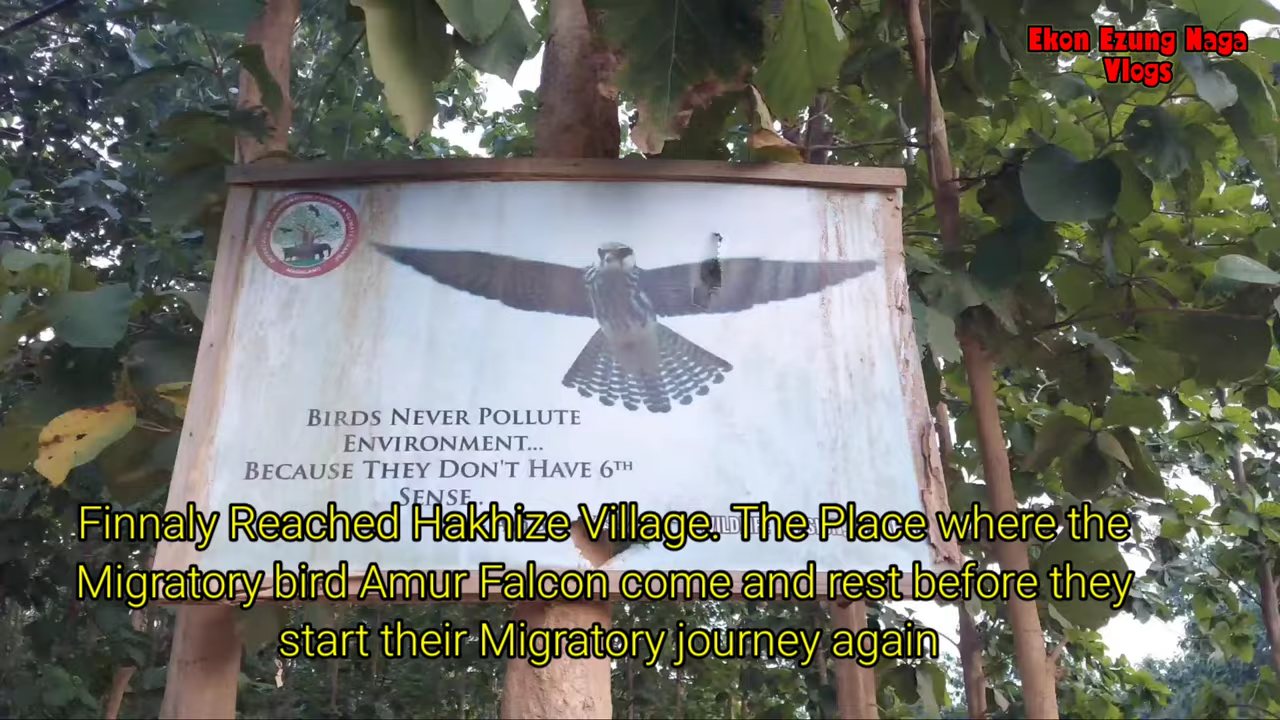 Ekon Ezung Naga
Vlogs
NAGALAND
BIRDS NEVER POLLUTE
ENVIRONMENT...
BECAUSE THEY DON'T HAVE 6TH
SENSE..
Finnaly Reached Hakhize Village. The Place where the
Migratory bird Amur Falcon come and rest before they
start their Migratory journey again